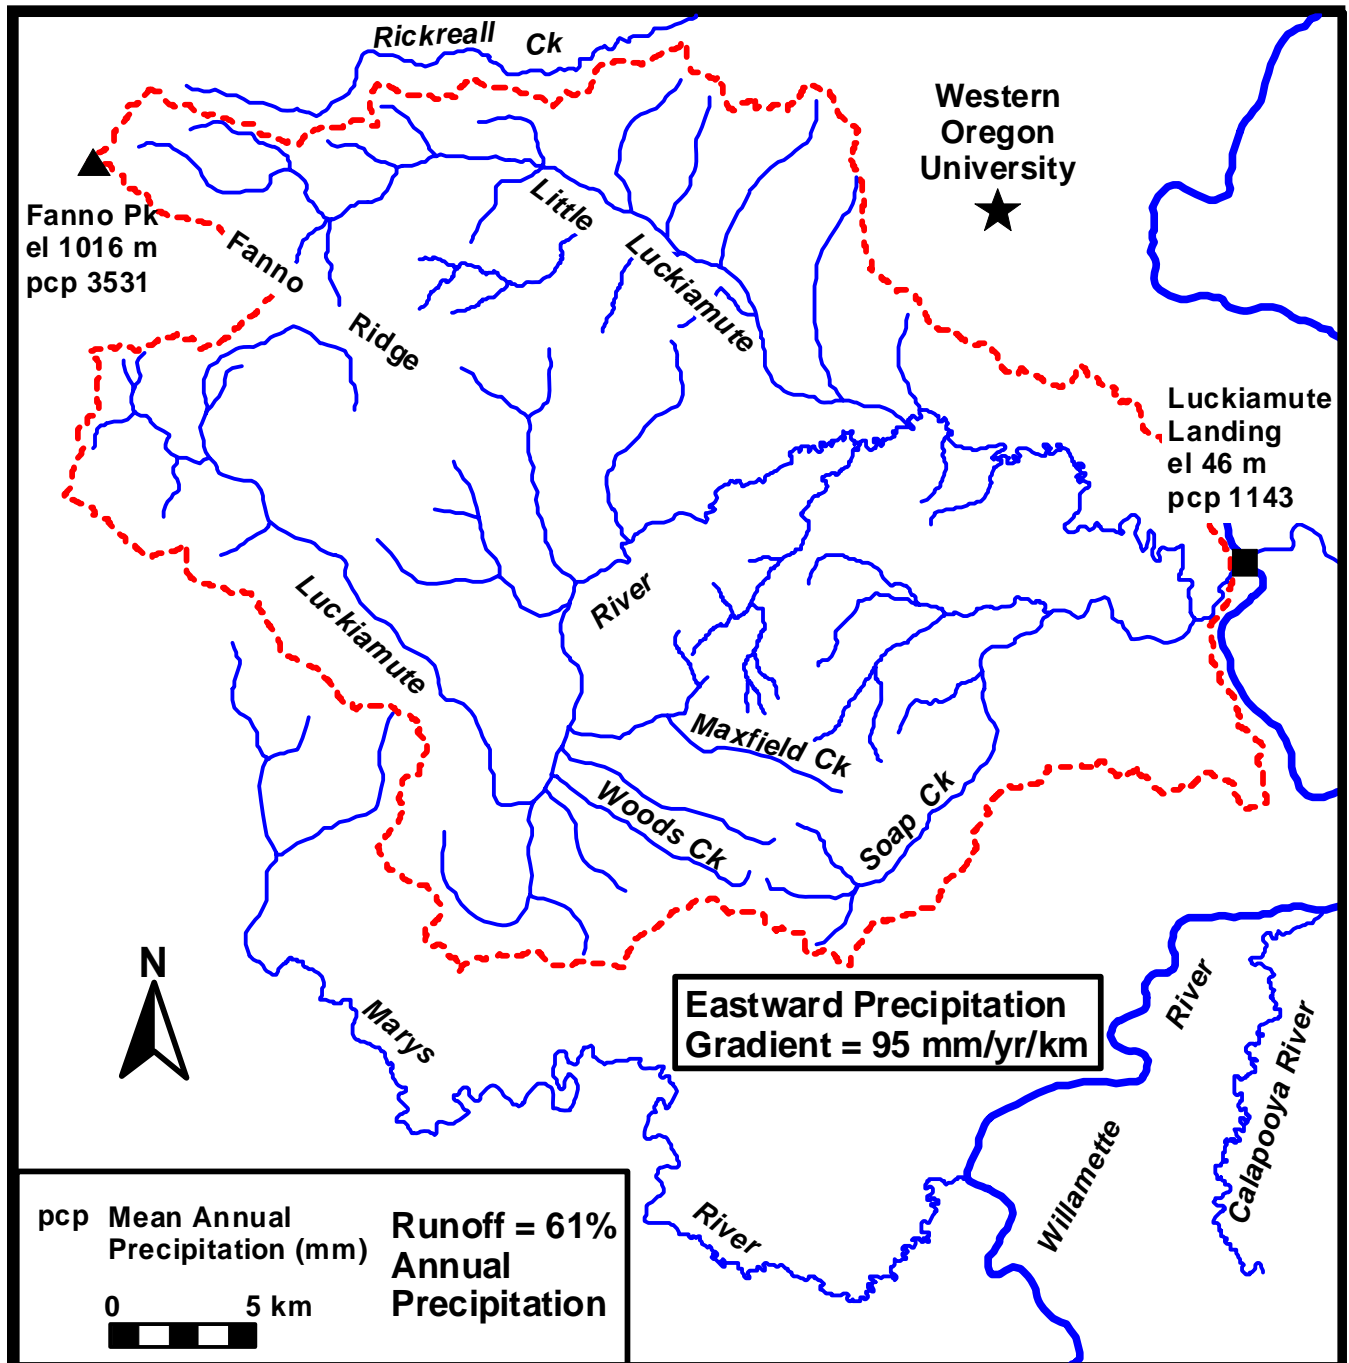 Rickreall Ck
Western
Oregon
University
Fanno Pk
el 1016 m
pcp 3531
Fanno
Ridge
Little
Luckiamute
Luckiamute
Landing
el 46 m
pcp 1143
Luckiamute
River
Maxfield Ck
Woods Ck
Soap Ck
N
Marys
River
Eastward Precipitation
Gradient = 95 mm/yr/km
River
Willamette
Calapooya River
pcp Mean Annual
Precipitation (mm)
0 5 km
Runoff = 61%
Annual
Precipitation